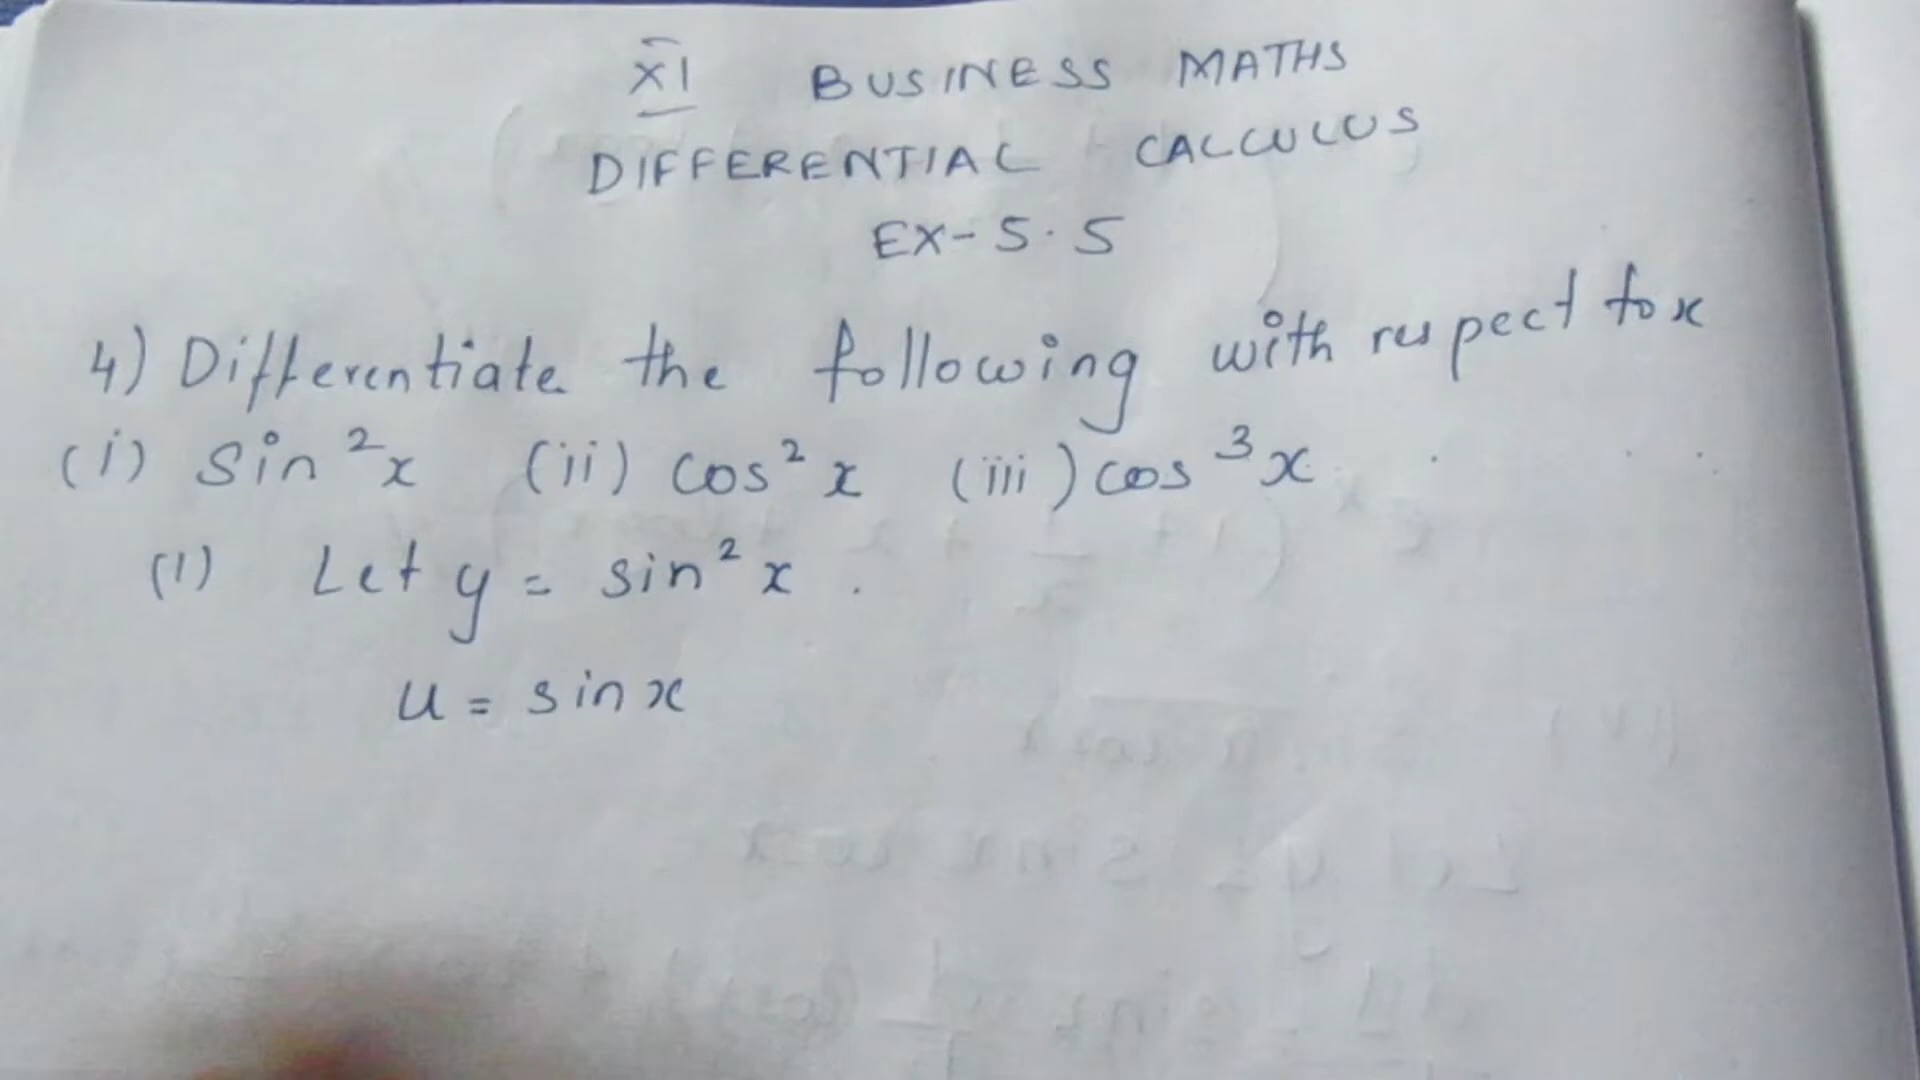 XI BUSINESS MATHS
DIFFERENTIAL CALCULUS
EX-5.5
4) Differentiate the following with respect to x
(i) sin²x (ii) cos²x (iii) cos³x
(i) Let y = sin²x.
u = sinx